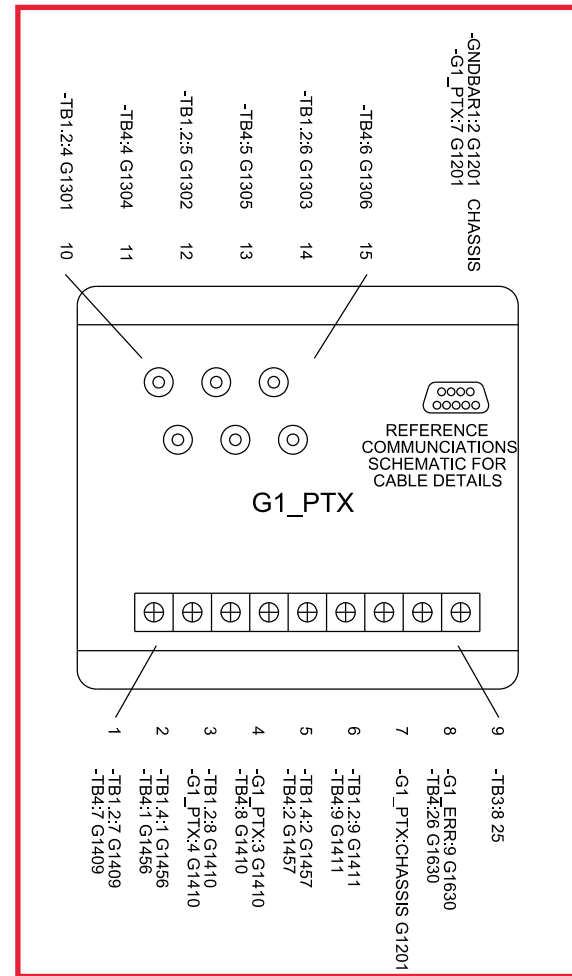 -GNDBAR1:2 G1201 CHASSIS
-G1_PTX:7 G1201
-TB4:6 G1306 15
-TB1.2:6 G1303 14
-TB4:5 G1305 13
-TB1.2:5 G1302 12
-TB4:4 G1304 11
-TB1.2:4 G1301 10
REFERENCE
COMMUNCIATIONS
SCHEMATIC FOR
CABLE DETAILS
G1_PTX
9 -TB3:8 25
8 -G1_ERR:9 G1630
-TB4:26 G1630
7 -G1_PTX:CHASSIS G1201
6 -TB1.2:9 G1411
-TB4:9 G1411
5 -TB1.4:2 G1457
-TB4:2 G1457
4 -G1_PTX:3 G1410
-TB4:8 G1410
3 -TB1.2:8 G1410
-G1_PTX:4 G1410
2 -TB1.4:1 G1456
-TB4:1 G1456
1 -TB1.2:7 G1409
-TB4:7 G1409